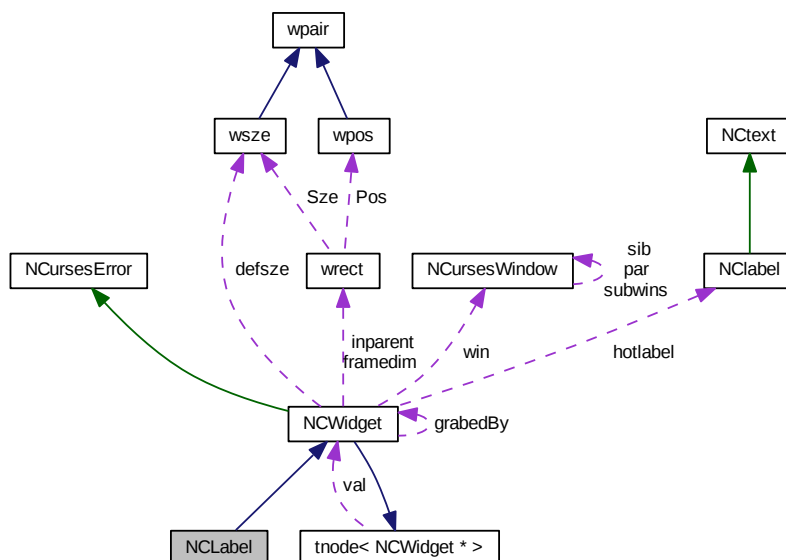 wpair
wsze
wpos
NCtext
Sze
Pos
sib
par
subwins
NCursesError
defsze
wrect
NCursesWindow
NClabel
inparent
framedim
win
hotlabel
NCWidget
grabedBy
val
NCLabel
tnode< NCWidget * >